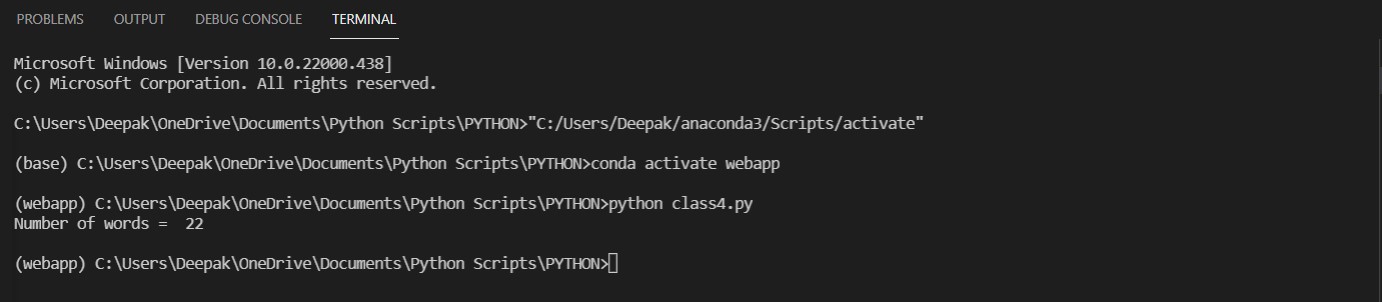 PROBLEMS OUTPUT DEBUG CONSOLE TERMINAL
Microsoft Windows [Version 10.0.22000.438]
(c) Microsoft Corporation. All rights reserved.
C:\Users\Deepak\OneDrive\Documents\Python Scripts\PYTHON>"C:/Users/Deepak/anaconda3/Scripts/activate"
(base) C:\Users\Deepak\OneDrive\Documents\Python Scripts\PYTHON>conda activate webapp
(webapp) C:\Users\Deepak\OneDrive\Documents\Python Scripts\PYTHON>python class4.py
Number of words =  22
(webapp) C:\Users\Deepak\OneDrive\Documents\Python Scripts\PYTHON>